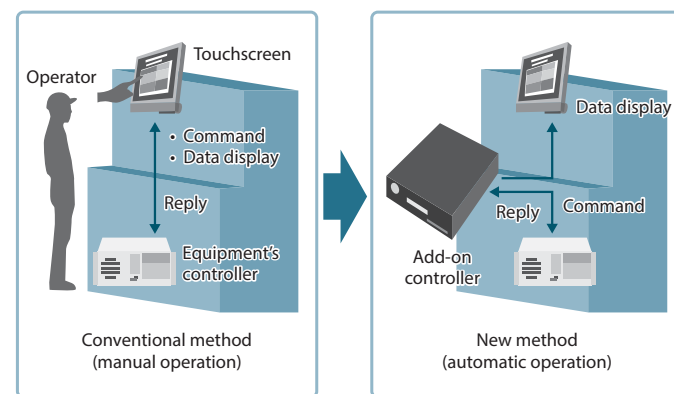 Touchscreen
Operator
• Command
• Data display
Reply
Equipment's
controller
Conventional method
(manual operation)
Data display
Reply
Command
Add-on
controller
New method
(automatic operation)